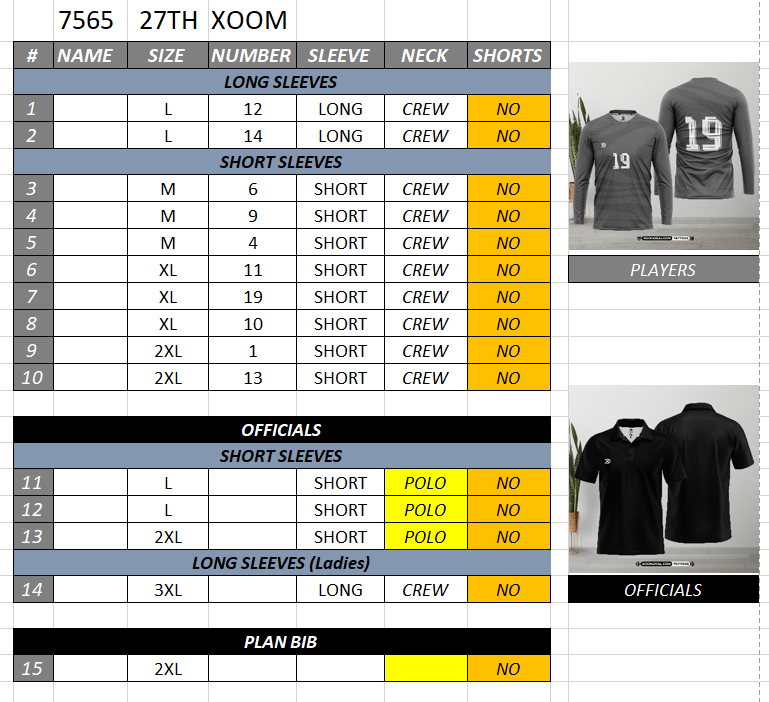 7565 27TH XOOM
# NAME SIZE NUMBER SLEEVE NECK SHORTS
LONG SLEEVES
1 L 12 LONG CREW NO
2 L 14 LONG CREW NO
SHORT SLEEVES
3 M 6 SHORT CREW NO
4 M 9 SHORT CREW NO
5 M 4 SHORT CREW NO
6 XL 11 SHORT CREW NO
7 XL 19 SHORT CREW NO
8 XL 10 SHORT CREW NO
9 2XL 1 SHORT CREW NO
10 2XL 13 SHORT CREW NO
19
19
PLAYERS
OFFICIALS
SHORT SLEEVES
11 L SHORT POLO NO
12 L SHORT POLO NO
13 2XL SHORT POLO NO
LONG SLEEVES (Ladies)
14 3XL LONG CREW NO
OFFICIALS
PLAN BIB
15 2XL NO